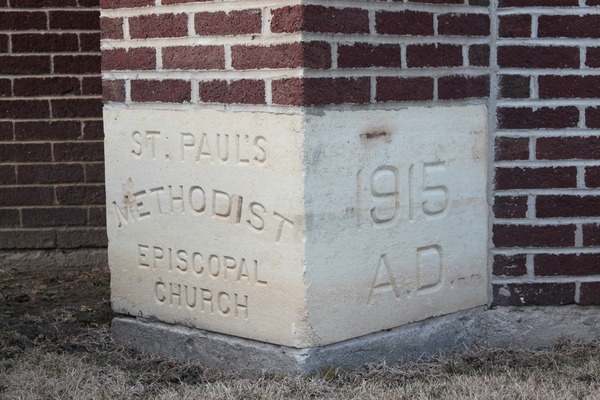 ST. PAUL'S
METHODIST
EPISCOPAL
CHURCH
1915
A.D.